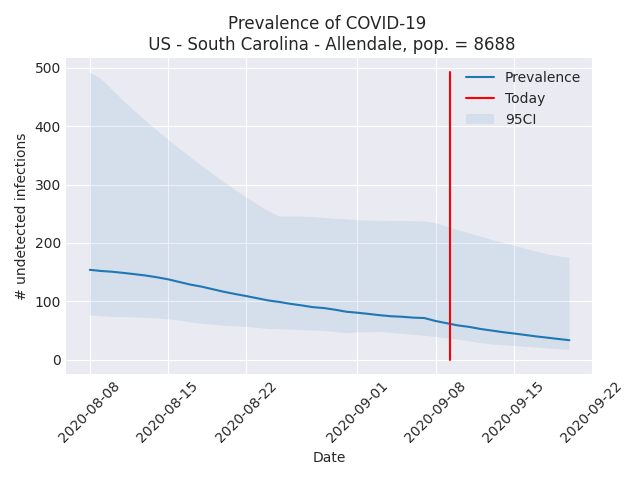 Prevalence of COVID-19
US - South Carolina - Allendale, pop. = 8688
500
400
300
200
100
0
# undetected infections
Prevalence
Today
95CI
2020-08-08
2020-08-15
2020-08-22
2020-09-01
2020-09-08
2020-09-15
2020-09-22
Date